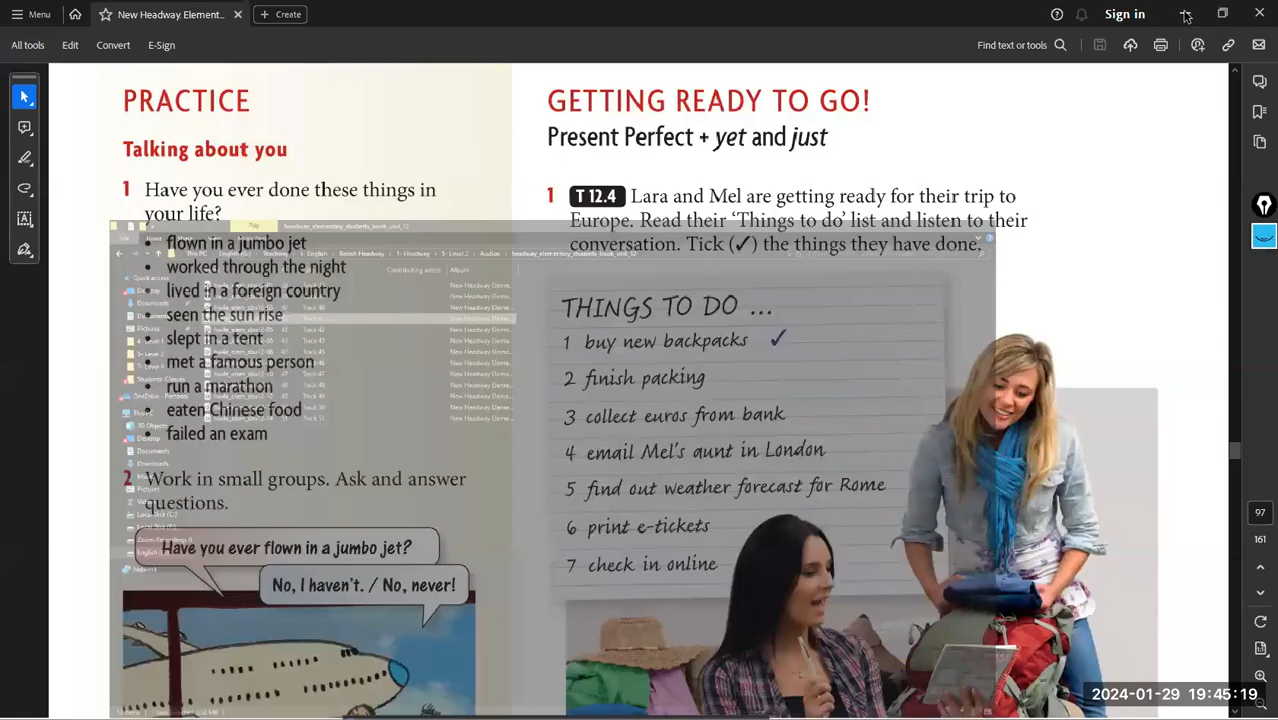 Menu
New Headway. Element...
Create
Sign in
All tools
Edit
Convert
E-Sign
Find text or tools
PRACTICE
Talking about you
1 Have you ever done these things in
your life?
• flown in a jumbo jet
• worked through the night
• lived in a foreign country
• seen the sun rise
• slept in a tent
• met a famous person
• run a marathon
• eaten Chinese food
• failed an exam
2 Work in small groups. Ask and answer
questions.
Have you ever flown in a jumbo jet?
No, I haven't. / No, never!
GETTING READY TO GO!
Present Perfect + yet and just
1 T 12.4 Lara and Mel are getting ready for their trip to
Europe. Read their 'Things to do' list and listen to their
conversation. Tick (✓) the things they have done.
THINGS TO DO ...
1 buy new backpacks ✓
2 finish packing
3 collect euros from bank
4 email Mel's aunt in London
5 find out weather forecast for Rome
6 print e-tickets
7 check in online
headway_elementary_students_book_unit_12
Contributing artists
Album
97
161
2024-01-29 19:45:19